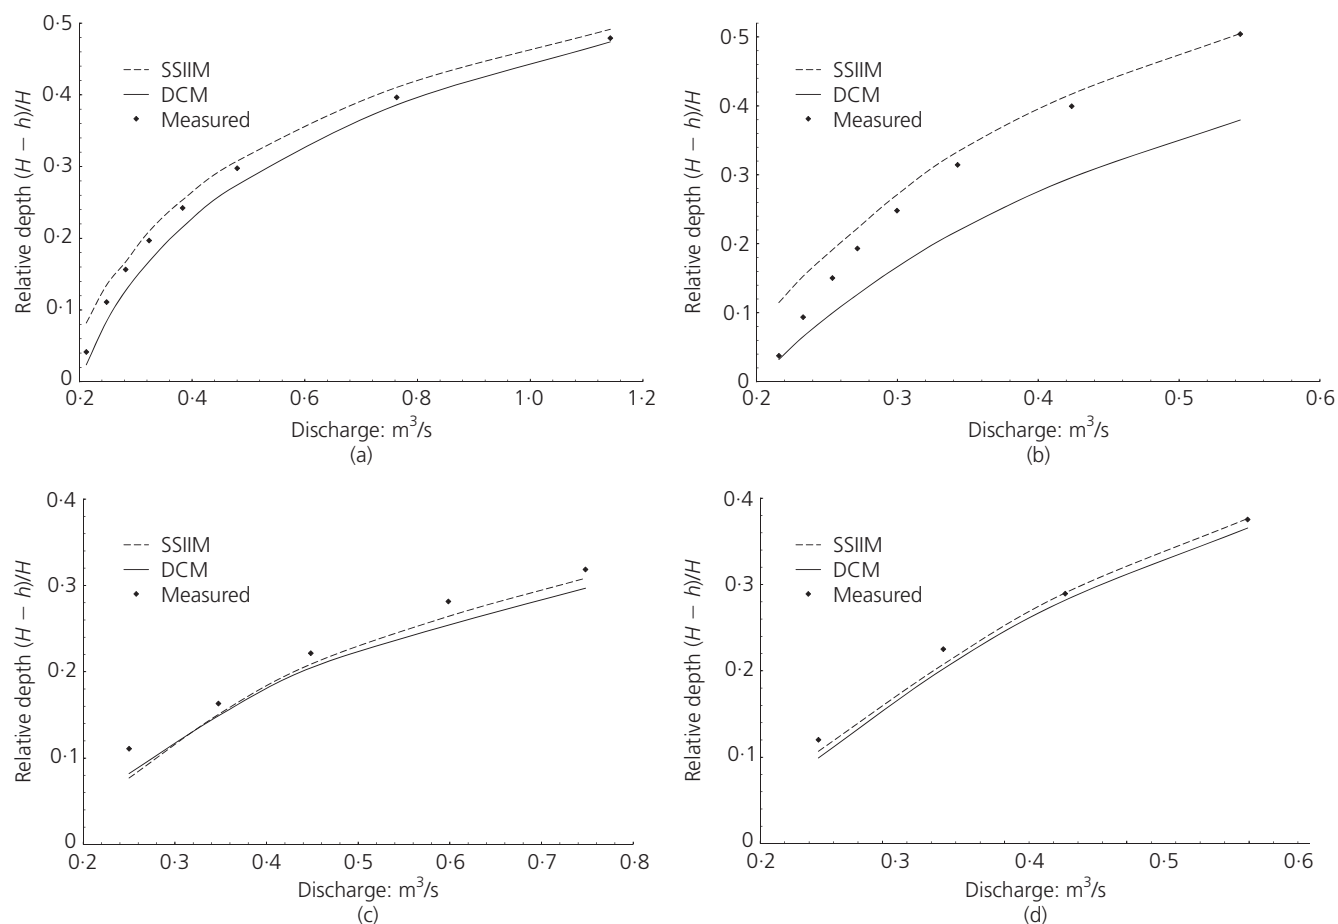 0·5
0·4
0·3
0·2
0·1
0
Relative depth (H − h)/H
SSIIM
DCM
Measured
0·2 0·4 0·6 0·8 1·0 1·2
Discharge: m³/s
(a)
0·5
0·4
0·3
0·2
0·1
0
Relative depth (H − h)/H
SSIIM
DCM
Measured
0·2 0·3 0·4 0·5 0·6
Discharge: m³/s
(b)
0·4
0·3
0·2
0·1
0
Relative depth (H − h)/H
SSIIM
DCM
Measured
0·2 0·3 0·4 0·5 0·6 0·7 0·8
Discharge: m³/s
(c)
0·4
0·3
0·2
0·1
0
Relative depth (H − h)/H
SSIIM
DCM
Measured
0·2 0·3 0·4 0·5 0·6
Discharge: m³/s
(d)